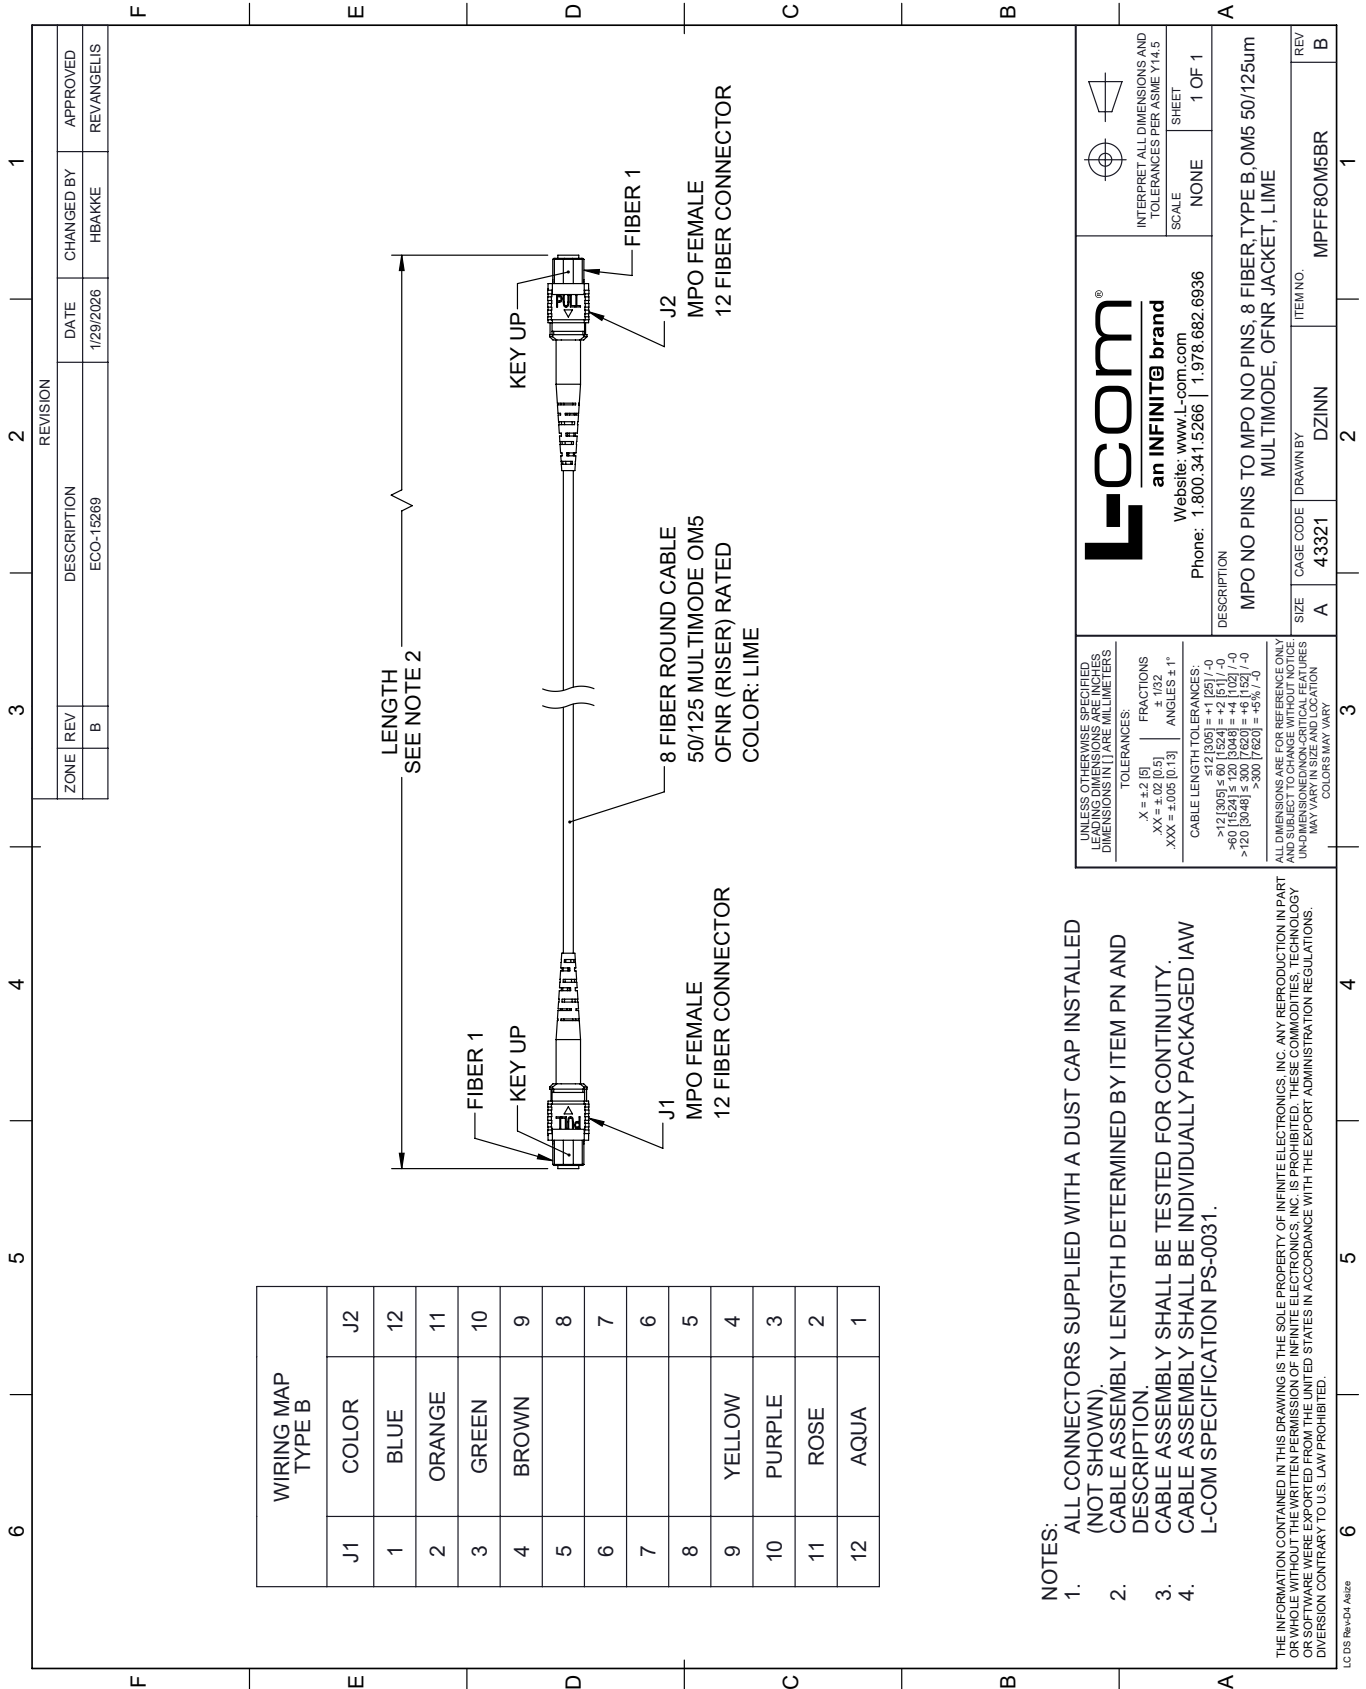 6
5
4
3
2
1
F
E
D
C
B
A
REVISION
ZONE REV DESCRIPTION DATE CHANGED BY APPROVED
B ECO-15269 1/29/2026 HBAKKE REVANGELIS
WIRING MAP
TYPE B
J1 COLOR J2
1 BLUE 12
2 ORANGE 11
3 GREEN 10
4 BROWN 9
5 8
6 7
7 6
8 5
9 YELLOW 4
10 PURPLE 3
11 ROSE 2
12 AQUA 1
LENGTH
SEE NOTE 2
FIBER 1
KEY UP
PULL
J1
MPO FEMALE
12 FIBER CONNECTOR
8 FIBER ROUND CABLE
50/125 MULTIMODE OM5
OFNR (RISER) RATED
COLOR: LIME
KEY UP
PULL
FIBER 1
J2
MPO FEMALE
12 FIBER CONNECTOR
NOTES:
1. ALL CONNECTORS SUPPLIED WITH A DUST CAP INSTALLED
(NOT SHOWN).
2. CABLE ASSEMBLY LENGTH DETERMINED BY ITEM PN AND
DESCRIPTION.
3. CABLE ASSEMBLY SHALL BE TESTED FOR CONTINUITY.
4. CABLE ASSEMBLY SHALL BE INDIVIDUALLY PACKAGED IAW
L-COM SPECIFICATION PS-0031.
THE INFORMATION CONTAINED IN THIS DRAWING IS THE SOLE PROPERTY OF INFINITE ELECTRONICS, INC. ANY REPRODUCTION IN PART
OR WHOLE WITHOUT THE WRITTEN PERMISSION OF INFINITE ELECTRONICS, INC. IS PROHIBITED. THESE COMMODITIES, TECHNOLOGY
OR SOFTWARE WERE EXPORTED FROM THE UNITED STATES IN ACCORDANCE WITH THE EXPORT ADMINISTRATION REGULATIONS.
DIVERSION CONTRARY TO U.S. LAW PROHIBITED.
UNLESS OTHERWISE SPECIFIED
LEADING DIMENSIONS ARE INCHES
DIMENSIONS IN [ ] ARE MILLIMETERS
TOLERANCES:
.X = ±.2 [5] FRACTIONS
.XX = ±.02 [0.5] ± 1/32
.XXX = ±.005 [0.13] ANGLES ± 1°
CABLE LENGTH TOLERANCES:
≤12 [305] = +1 [25] / -0
>12 [305] ≤ 60 [1524] = +2 [51] / -0
>60 [1524] ≤ 120 [3048] = +4 [102] / -0
>120 [3048] ≤ 300 [7620] = +6 [152] / -0
>300 [7620] = +5% / -0
ALL DIMENSIONS ARE FOR REFERENCE ONLY
AND SUBJECT TO CHANGE WITHOUT NOTICE.
UN-DIMENSIONED/NON-CRITICAL FEATURES
MAY VARY IN SIZE AND LOCATION
COLORS MAY VARY
L-com®
an INFINIT℮ brand
Website: www.L-com.com
Phone: 1.800.341.5266 | 1.978.682.6936
INTERPRET ALL DIMENSIONS AND
TOLERANCES PER ASME Y14.5
SCALE NONE
SHEET 1 OF 1
DESCRIPTION
MPO NO PINS TO MPO NO PINS, 8 FIBER,TYPE B,OM5 50/125um
MULTIMODE, OFNR JACKET, LIME
SIZE A
CAGE CODE 43321
DRAWN BY DZINN
ITEM NO. MPFF8OM5BR
REV B
6
5
4
3
2
1
F
E
D
C
B
A
LC DS Rev-D4 Asize